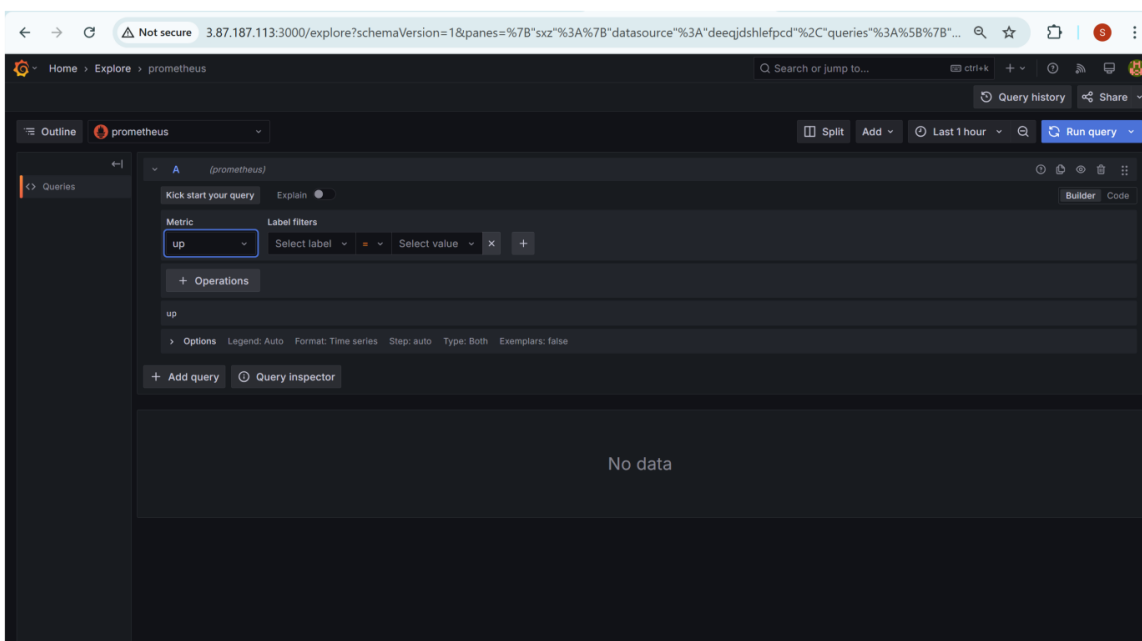 Not secure 3.87.187.113:3000/explore?schemaVersion=1&panes=%7B"sxz"%3A%7B"datasource"%3A"deeqjdshlefpcd"%2C"queries"%3A%5B%7B"... S
Home › Explore › prometheus Search or jump to... ctrl+k
Query history Share
Outline prometheus Split Add Last 1 hour Run query
A (prometheus)
Queries
Kick start your query Explain Builder Code
Metric Label filters
up Select label = Select value
+ Operations
up
Options Legend: Auto Format: Time series Step: auto Type: Both Exemplars: false
+ Add query Query inspector
No data